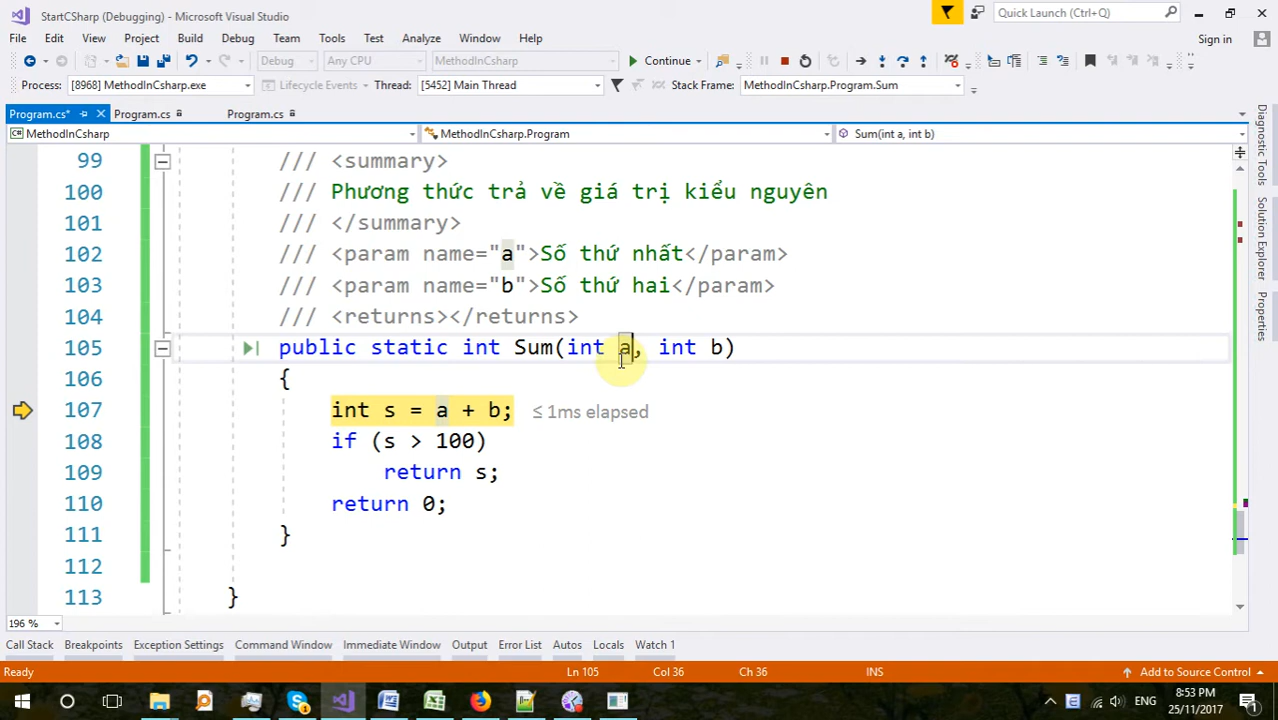 StartCSharp (Debugging) - Microsoft Visual Studio
Quick Launch (Ctrl+Q)
File Edit View Project Build Debug Team Tools Test Analyze Window Help
Sign in
Debug Any CPU MethodInCsharp Continue
Process: [8968] MethodInCsharp.exe Lifecycle Events Thread: [5452] Main Thread Stack Frame: MethodInCsharp.Program.Sum
Program.cs* Program.cs Program.cs
MethodInCsharp MethodInCsharp.Program Sum(int a, int b)
99 /// <summary>
100 /// Phương thức trả về giá trị kiểu nguyên
101 /// </summary>
102 /// <param name="a">Số thứ nhất</param>
103 /// <param name="b">Số thứ hai</param>
104 /// <returns></returns>
105 public static int Sum(int a, int b)
106 {
107 int s = a + b; ≤ 1ms elapsed
108 if (s > 100)
109 return s;
110 return 0;
111 }
112
113 }
Diagnostic Tools
Solution Explorer
Properties
196 %
Call Stack Breakpoints Exception Settings Command Window Immediate Window Output Error List Autos Locals Watch 1
Ready Ln 105 Col 36 Ch 36 INS Add to Source Control
ENG
8:53 PM
25/11/2017